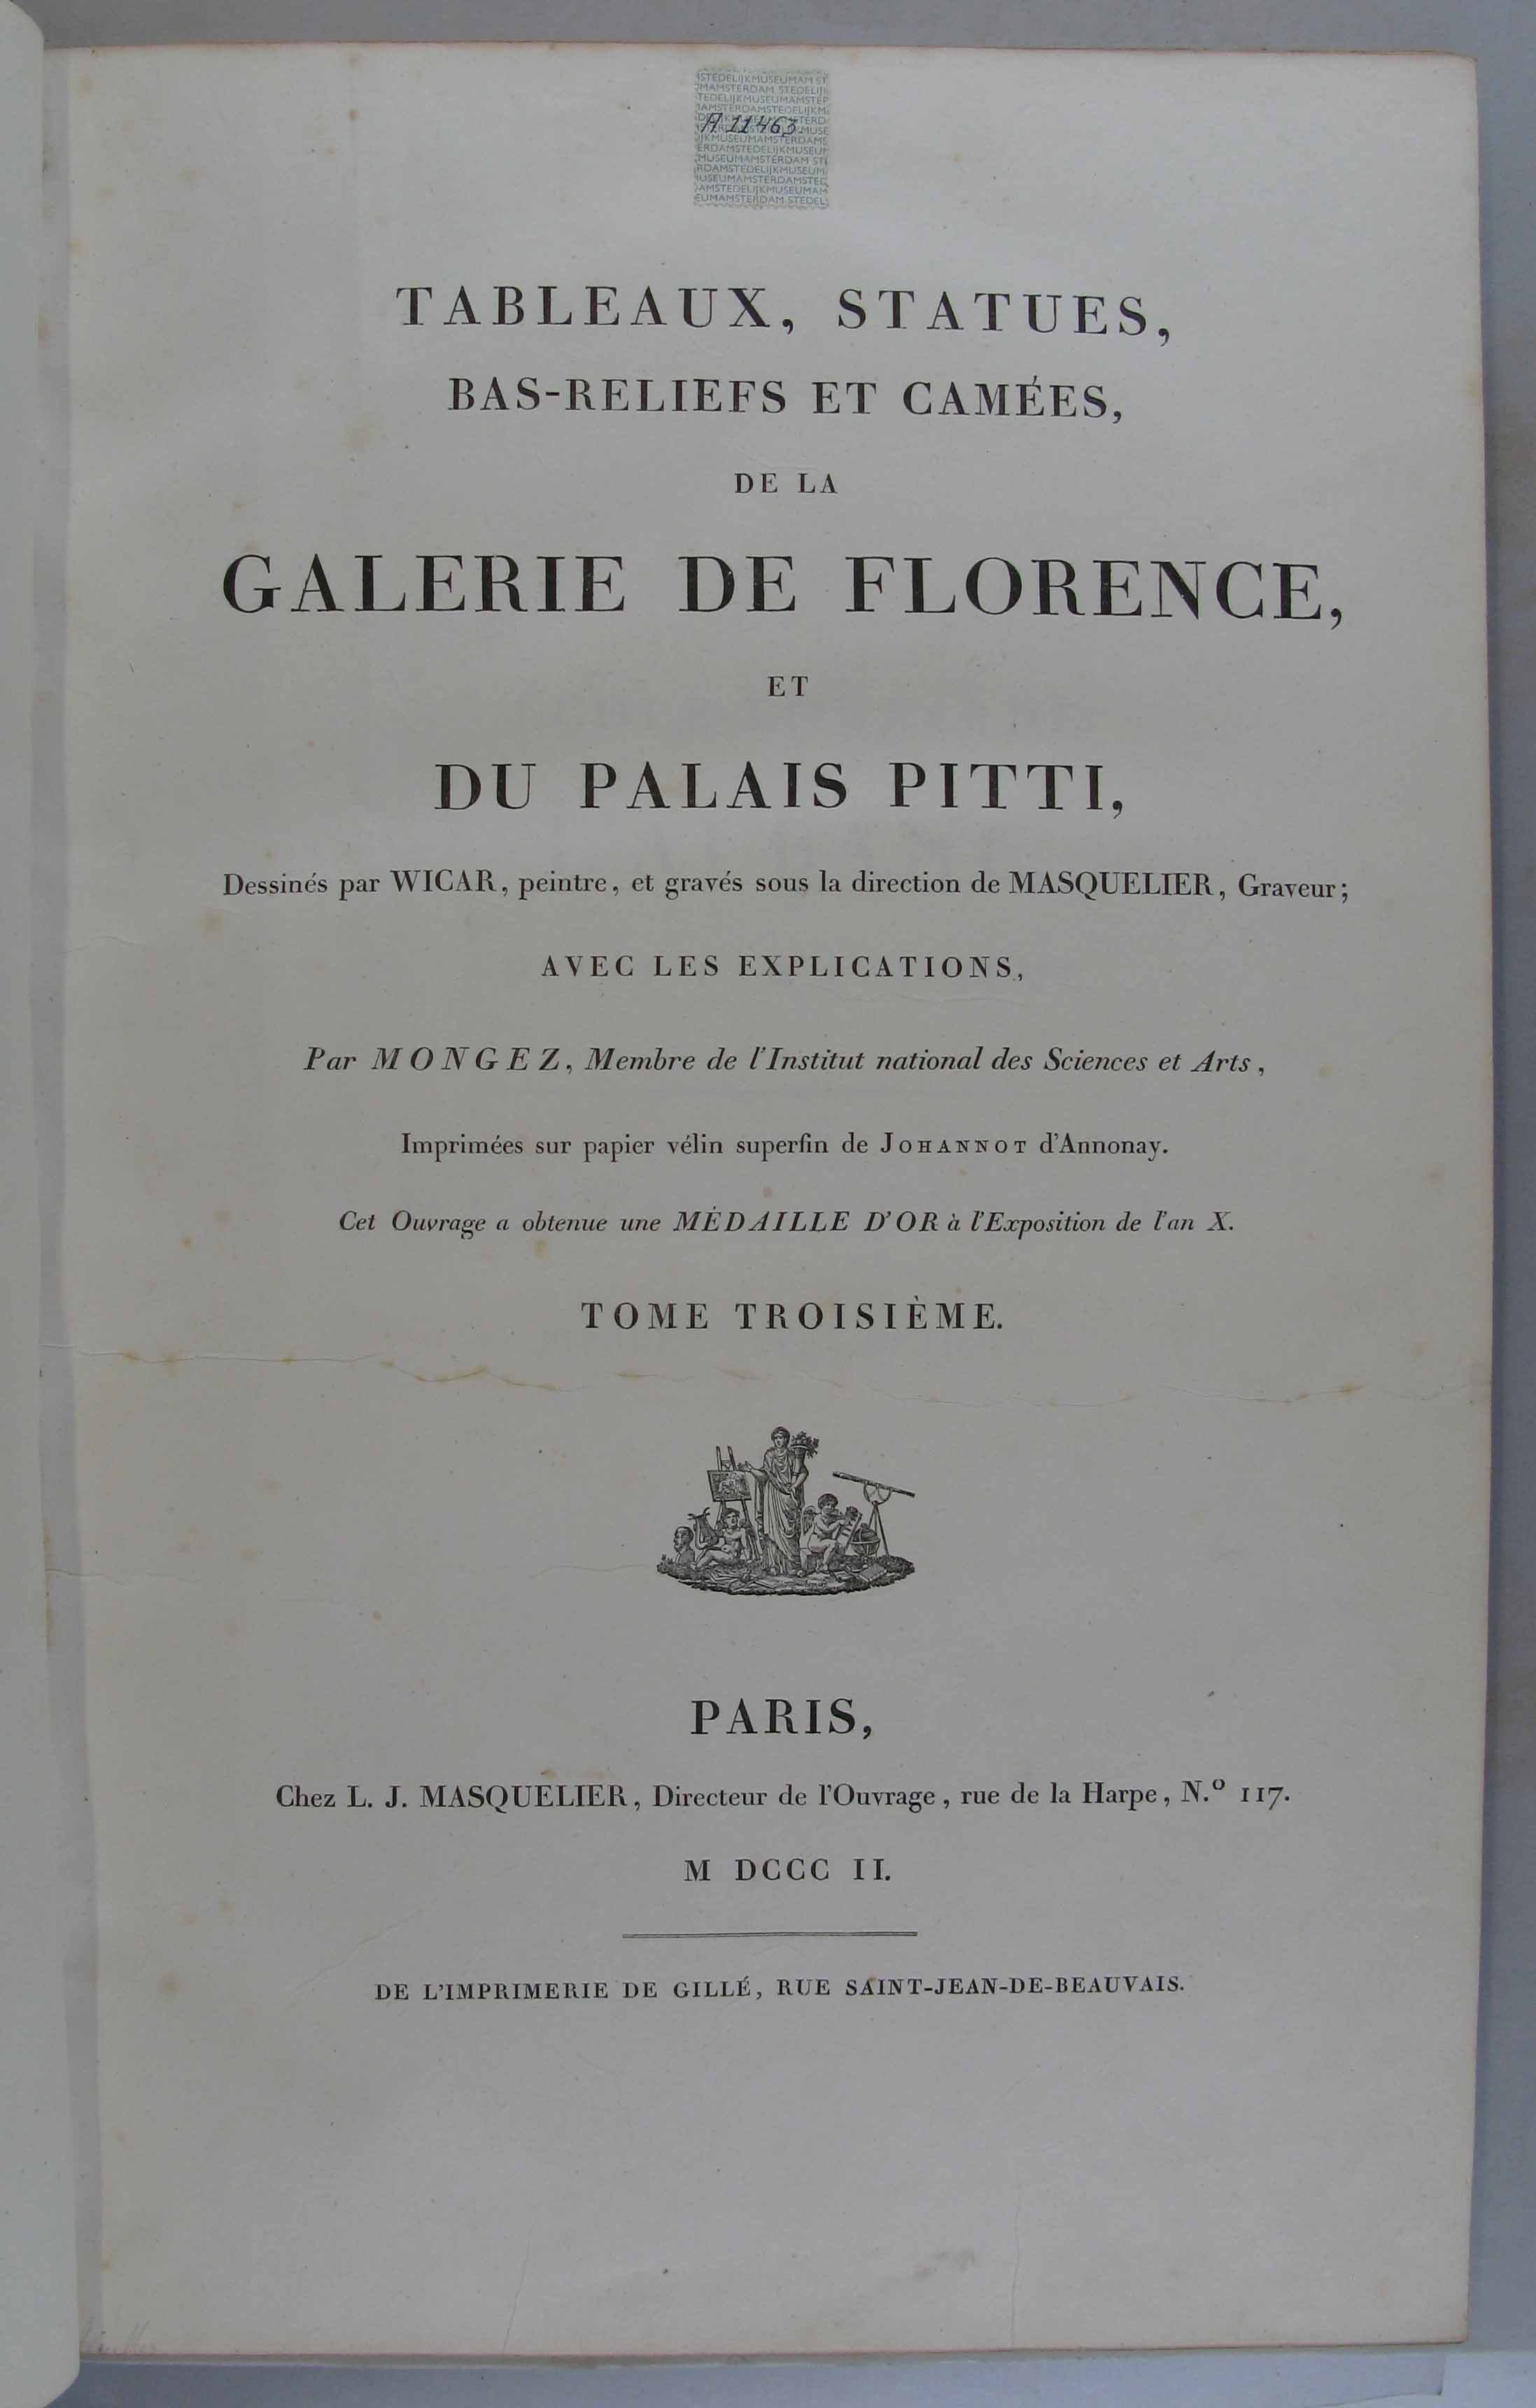 A 11463
TABLEAUX, STATUES,
BAS-RELIEFS ET CAMÉES,
DE LA
GALERIE DE FLORENCE,
ET
DU PALAIS PITTI,
Dessinés par WICAR, peintre, et gravés sous la direction de MASQUELIER, Graveur;
AVEC LES EXPLICATIONS,
Par MONGEZ, Membre de l'Institut national des Sciences et Arts,
Imprimées sur papier vélin superfin de JOHANNOT d'Annonay.
Cet Ouvrage a obtenue une MÉDAILLE D'OR à l'Exposition de l'an X.
TOME TROISIÈME.
PARIS,
Chez L. J. MASQUELIER, Directeur de l'Ouvrage, rue de la Harpe, N.º 117.
M DCCC II.
DE L'IMPRIMERIE DE GILLÉ, RUE SAINT-JEAN-DE-BEAUVAIS.